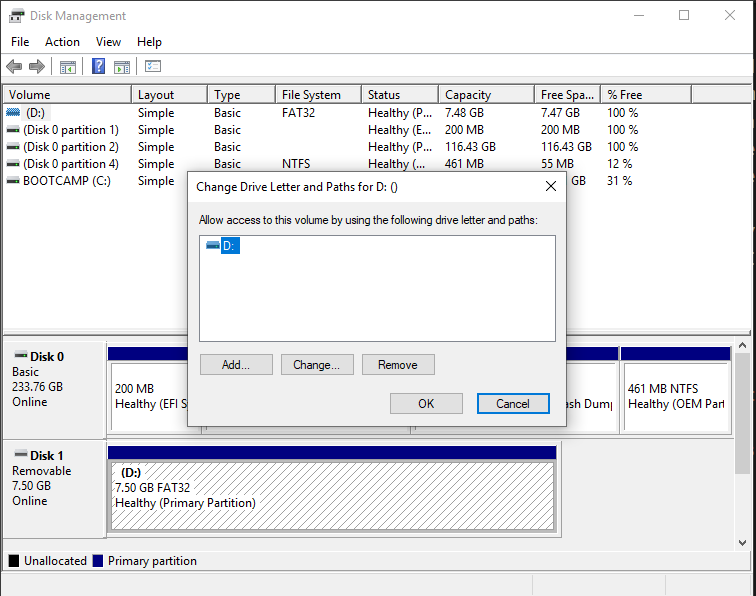 Disk Management
File Action View Help
Volume Layout Type File System Status Capacity Free Spa... % Free
(D:) Simple Basic FAT32 Healthy (P... 7.48 GB 7.47 GB 100 %
(Disk 0 partition 1) Simple Basic Healthy (E... 200 MB 200 MB 100 %
(Disk 0 partition 2) Simple Basic Healthy (P... 116.43 GB 116.43 GB 100 %
(Disk 0 partition 4) Simple Basic NTFS Healthy (... 461 MB 55 MB 12 %
BOOTCAMP (C:) Simple GB 31 %
Change Drive Letter and Paths for D: ()
Allow access to this volume by using the following drive letter and paths:
D:
Add... Change... Remove
OK Cancel
Disk 0
Basic
233.76 GB
Online
200 MB
Healthy (EFI S
ash Dump
461 MB NTFS
Healthy (OEM Part
Disk 1
Removable
7.50 GB
Online
(D:)
7.50 GB FAT32
Healthy (Primary Partition)
Unallocated Primary partition